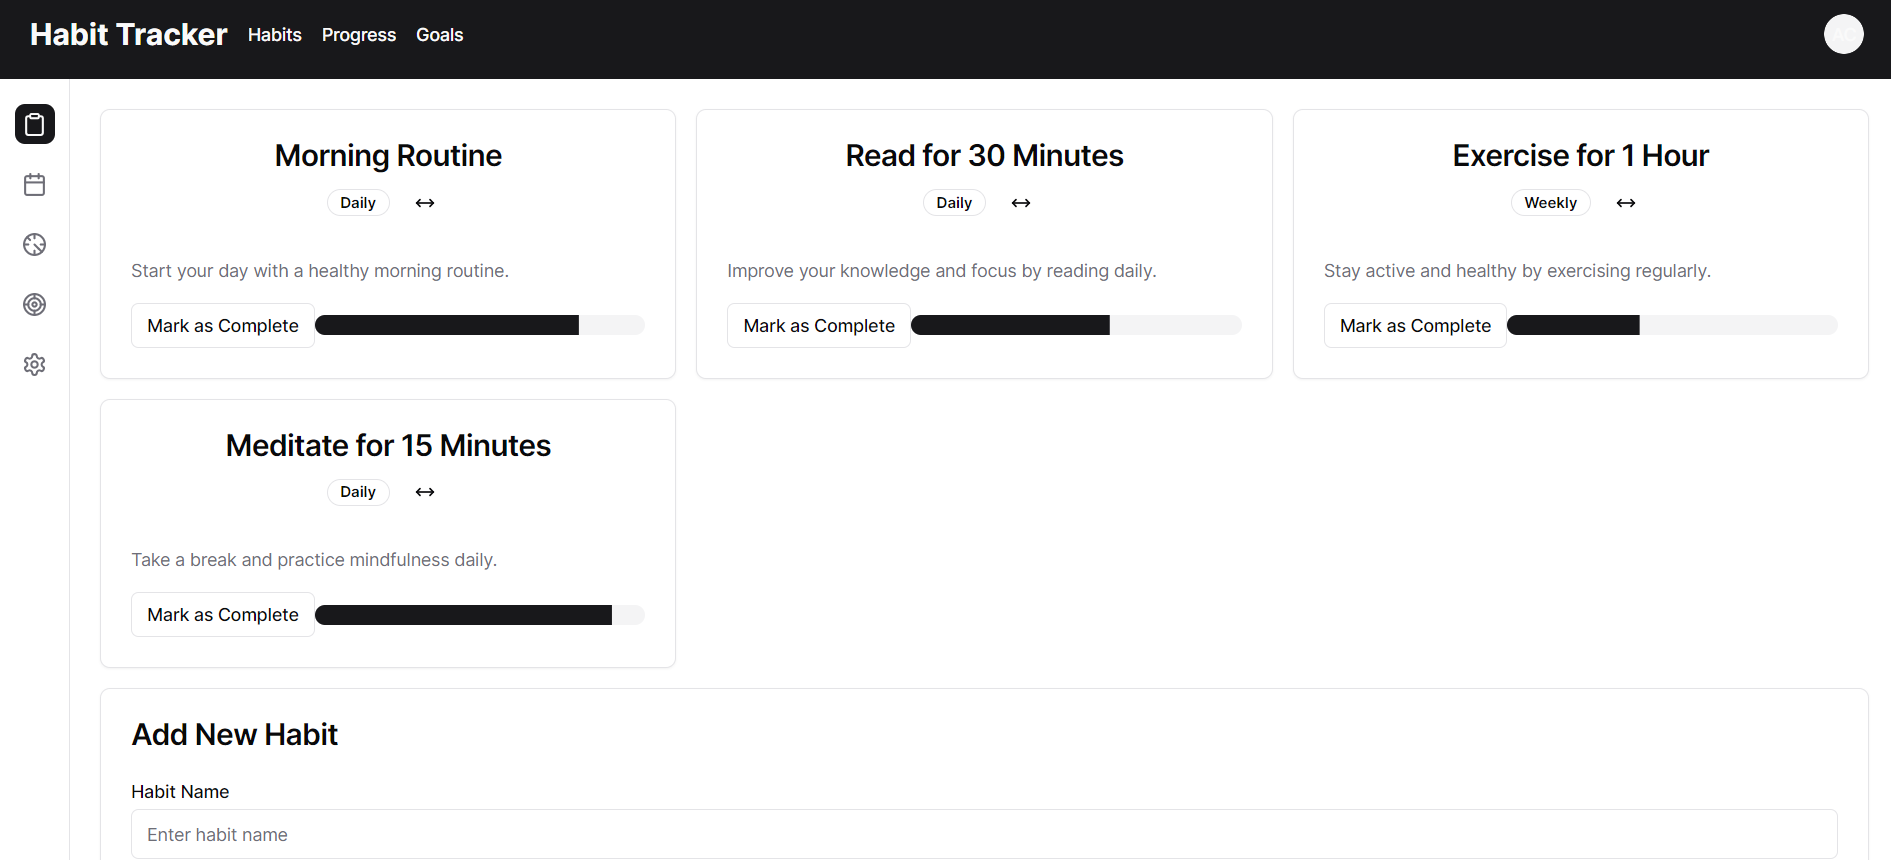 Habit Tracker Habits Progress Goals
Morning Routine
Daily
Start your day with a healthy morning routine.
Mark as Complete
Read for 30 Minutes
Daily
Improve your knowledge and focus by reading daily.
Mark as Complete
Exercise for 1 Hour
Weekly
Stay active and healthy by exercising regularly.
Mark as Complete
Meditate for 15 Minutes
Daily
Take a break and practice mindfulness daily.
Mark as Complete
Add New Habit
Habit Name
Enter habit name